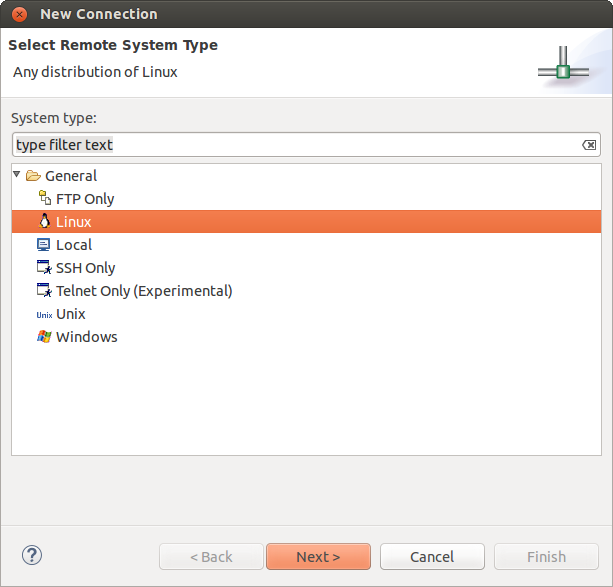 New Connection
Select Remote System Type
Any distribution of Linux
System type:
type filter text
General
FTP Only
Linux
Local
SSH Only
Telnet Only (Experimental)
Unix Unix
Windows
? < Back Next > Cancel Finish